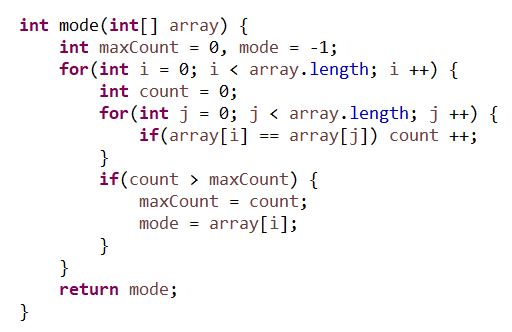 int mode(int[] array) {
    int maxCount = 0, mode = -1;
    for(int i = 0; i < array.length; i ++) {
        int count = 0;
        for(int j = 0; j < array.length; j ++) {
            if(array[i] == array[j]) count ++;
        }
        if(count > maxCount) {
            maxCount = count;
            mode = array[i];
        }
    }
    return mode;
}